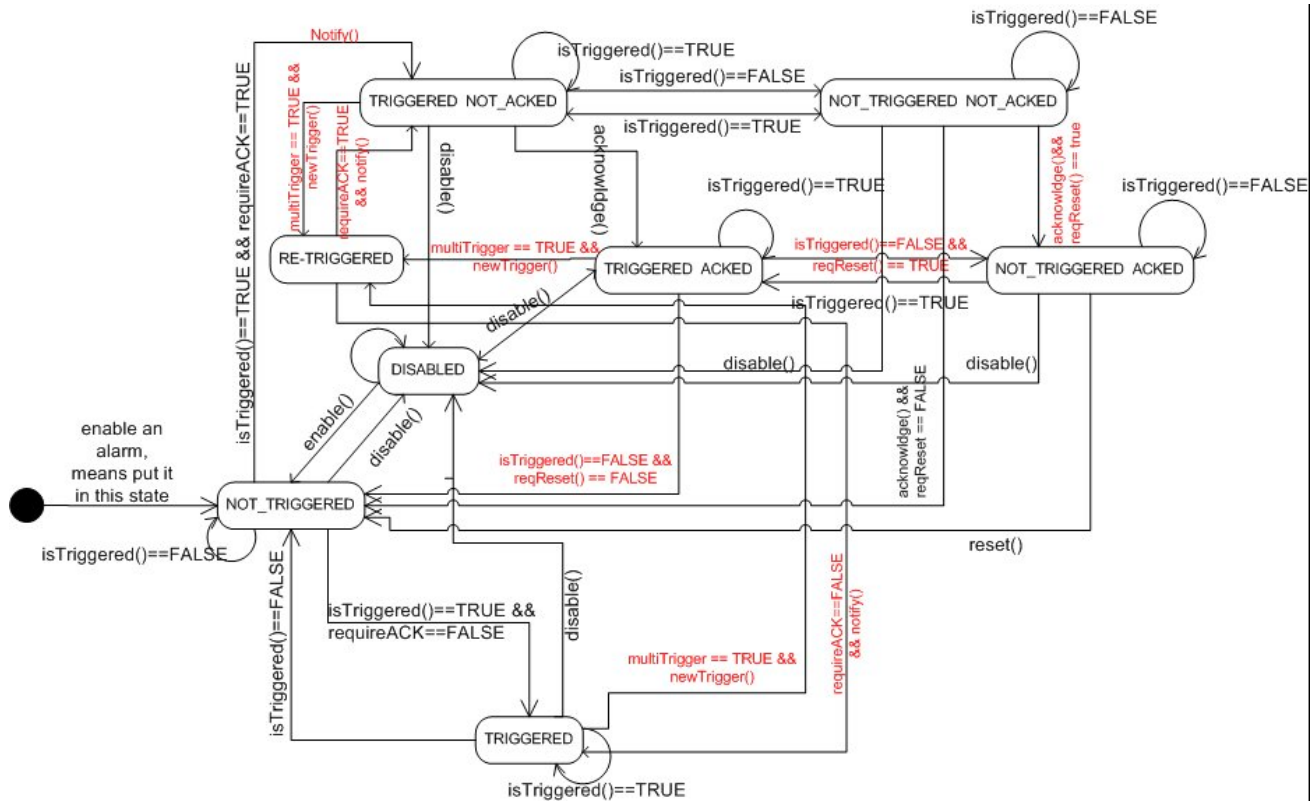 isTriggered()==FALSE
Notify()
isTriggered()==TRUE
isTriggered()==FALSE
TRIGGERED NOT_ACKED
NOT_TRIGGERED NOT_ACKED
isTriggered()==TRUE
multiTrigger == TRUE &&
newTrigger()
requireACK==TRUE
&& notify()
disable()
acknowldge()
acknowldge()&&
reqReset() == true
isTriggered()==TRUE
isTriggered()==FALSE
isTriggered()==TRUE && requireACK==TRUE
RE-TRIGGERED
multiTrigger == TRUE &&
newTrigger()
TRIGGERED ACKED
isTriggered()==FALSE &&
reqReset() == TRUE
NOT_TRIGGERED ACKED
isTriggered()==TRUE
disable()
DISABLED
disable()
disable()
enable()
disable()
acknowldge() &&
reqReset == FALSE
enable an
alarm,
means put it
in this state
isTriggered()==FALSE &&
reqReset() == FALSE
NOT_TRIGGERED
isTriggered()==FALSE
reset()
isTriggered()==FALSE
isTriggered()==TRUE &&
requireACK==FALSE
disable()
multiTrigger == TRUE &&
newTrigger()
requireACK==FALSE
&& notify()
TRIGGERED
isTriggered()==TRUE